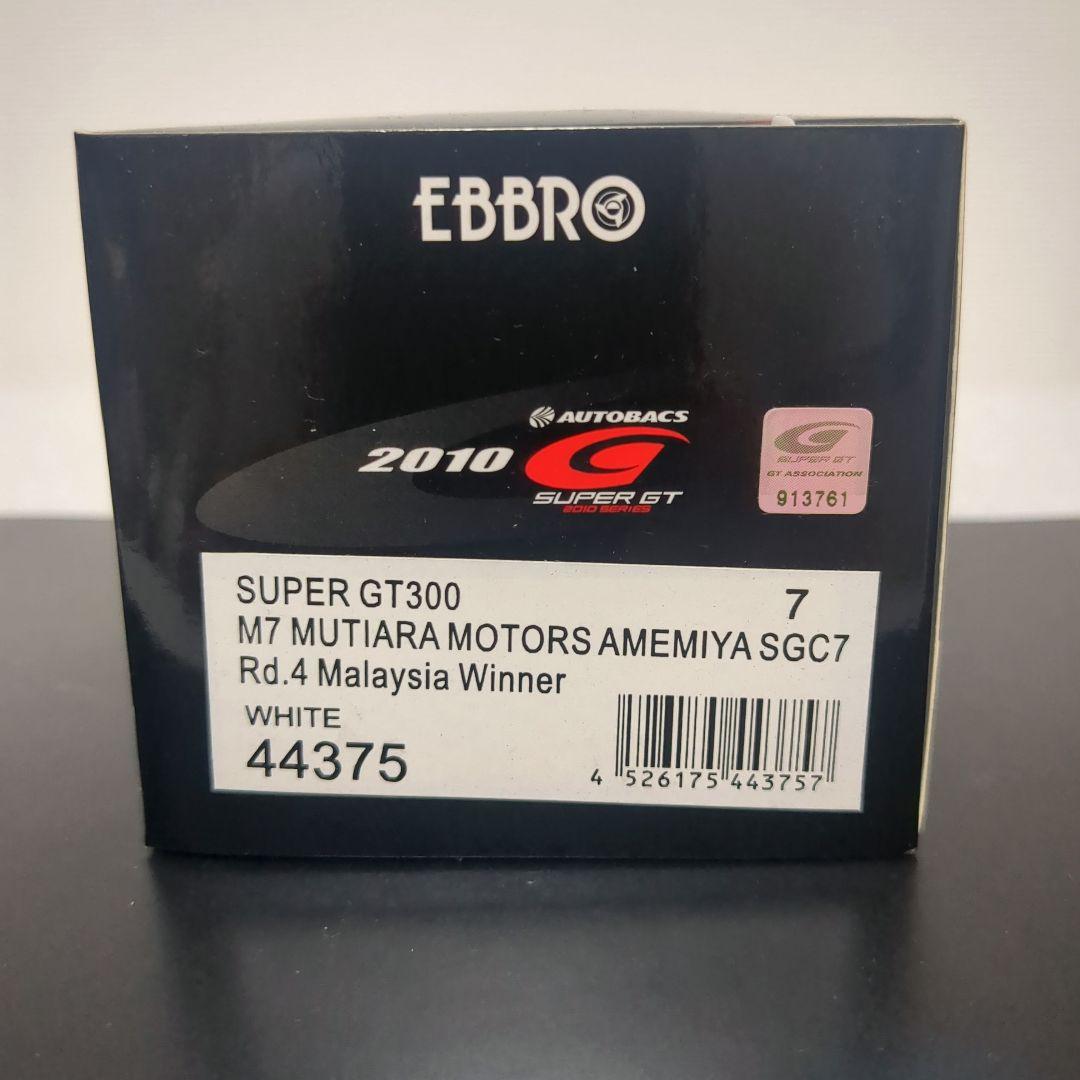 EBBRO
AUTOBACS
2010
SUPER GT
2010 SERIES
SUPER GT
GT ASSOCIATION
913761
SUPER GT300
7
M7 MUTIARA MOTORS AMEMIYA SGC7
Rd.4 Malaysia Winner
WHITE
44375
4 526175 443757